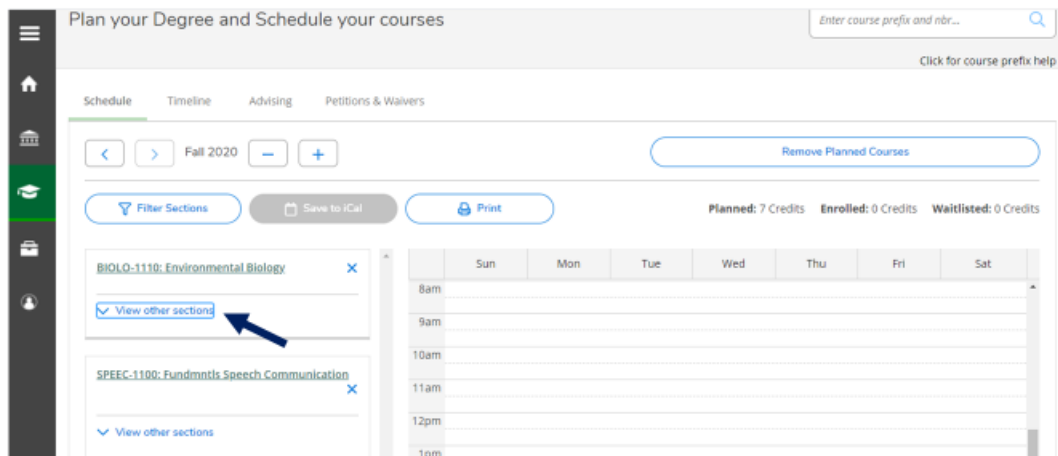 Plan your Degree and Schedule your courses
Enter course prefix and nbr...
Click for course prefix help
Schedule Timeline Advising Petitions & Waivers
Fall 2020
Remove Planned Courses
Filter Sections Save to iCal Print
Planned: 7 Credits Enrolled: 0 Credits Waitlisted: 0 Credits
BIOLO-1110: Environmental Biology
View other sections
SPEEC-1100: Fundmntls Speech Communication
View other sections
Sun Mon Tue Wed Thu Fri Sat
8am
9am
10am
11am
12pm
1pm